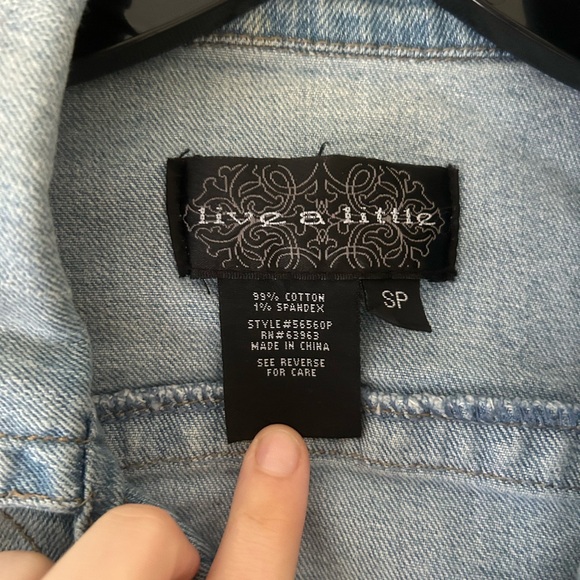 live a little
99% COTTON
1% SPANDEX
STYLE#56560P
RN#63963
MADE IN CHINA
SEE REVERSE
FOR CARE
SP